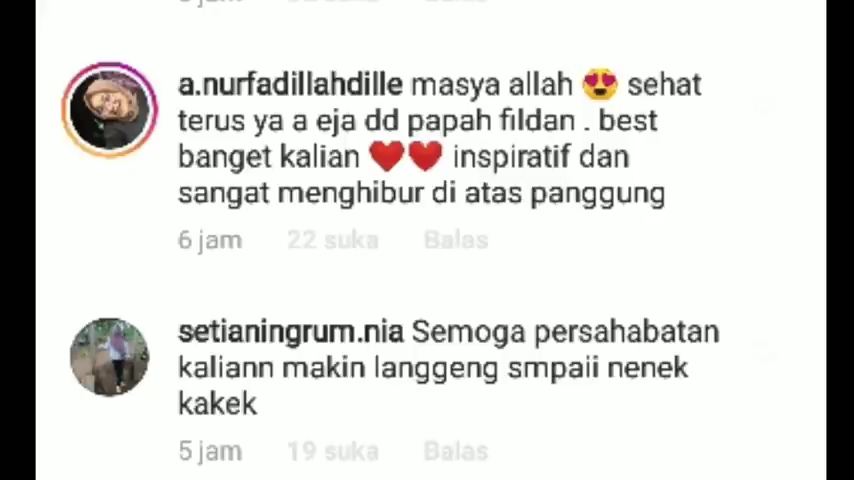 a.nurfadillahdille masya allah 😍 sehat
terus ya a eja dd papah fildan . best
banget kalian ❤️❤️ inspiratif dan
sangat menghibur di atas panggung
6 jam 22 suka Balas
setianingrum.nia Semoga persahabatan
kaliann makin langgeng smpaii nenek
kakek
5 jam 19 suka Balas